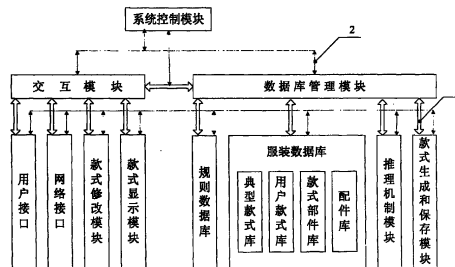 系统控制模块
2
交互模块
数据库管理模块
用户接口
网络接口
款式修改模块
款式显示模块
规则数据库
服装数据库
典型款式库
用户款式库
款式部件库
配件库
推理机制模块
款式生成和保存模块